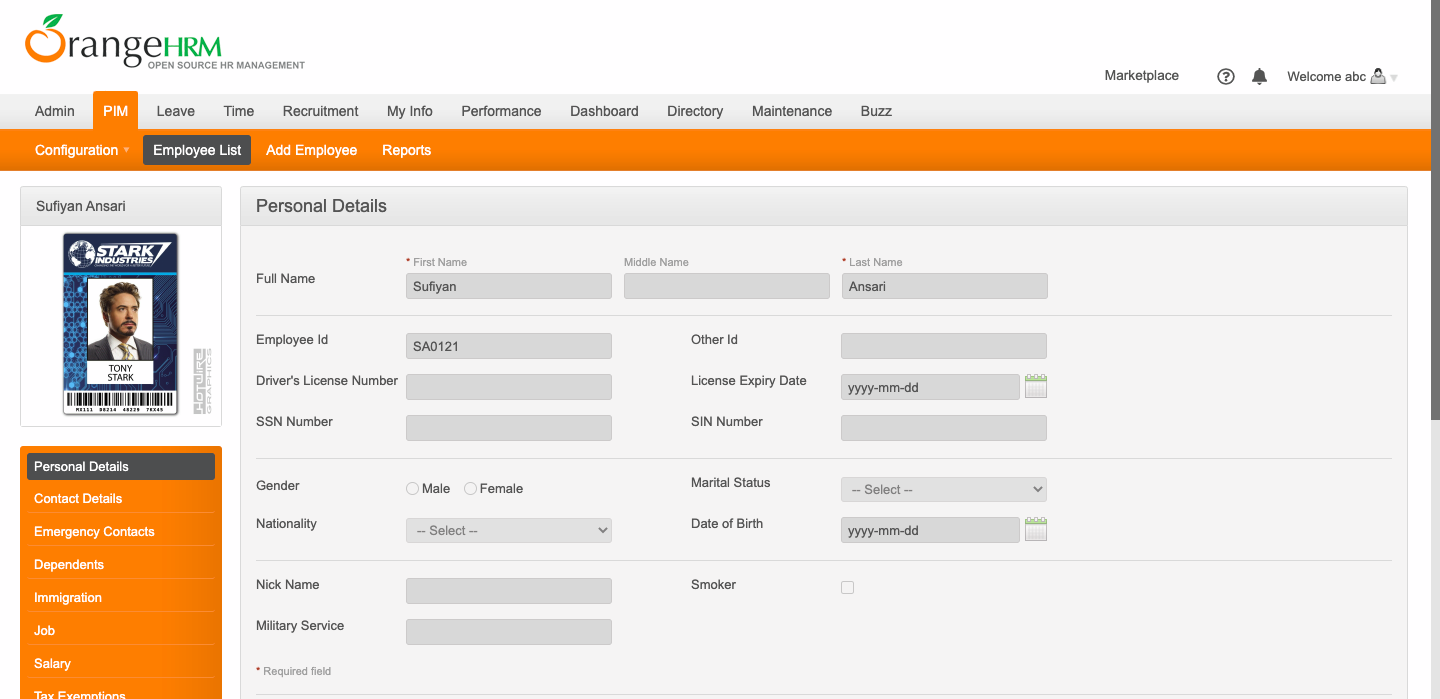 OrangeHRM
OPEN SOURCE HR MANAGEMENT
Marketplace
?
Welcome abc
Admin PIM Leave Time Recruitment My Info Performance Dashboard Directory Maintenance Buzz
Configuration Employee List Add Employee Reports
Sufiyan Ansari
STARK
INDUSTRIES
TONY
STARK
HOTWIRE
GRAPHICS
Personal Details
Contact Details
Emergency Contacts
Dependents
Immigration
Job
Salary
Tax Exemptions
Personal Details
* First Name Middle Name * Last Name
Full Name Sufiyan Ansari
Employee Id SA0121 Other Id
Driver's License Number License Expiry Date yyyy-mm-dd
SSN Number SIN Number
Gender Male Female Marital Status -- Select --
Nationality -- Select -- Date of Birth yyyy-mm-dd
Nick Name Smoker
Military Service
* Required field